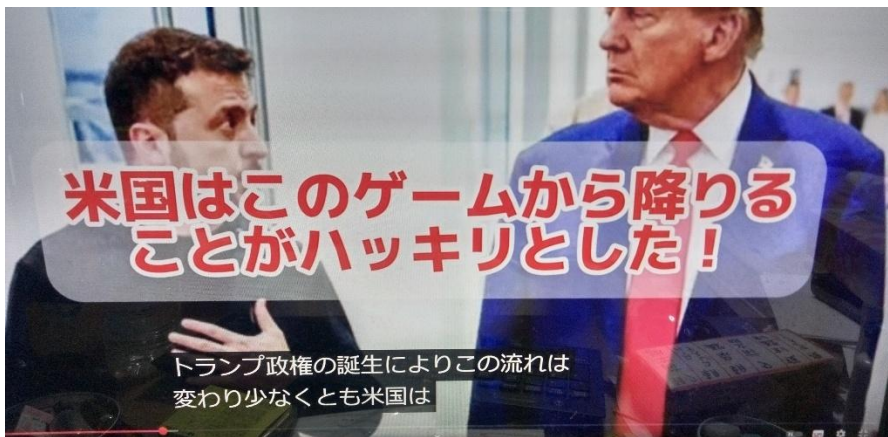 米国はこのゲームから降りる
ことがハッキリとした！
トランプ政権の誕生によりこの流れは
変わり少なくとも米国は